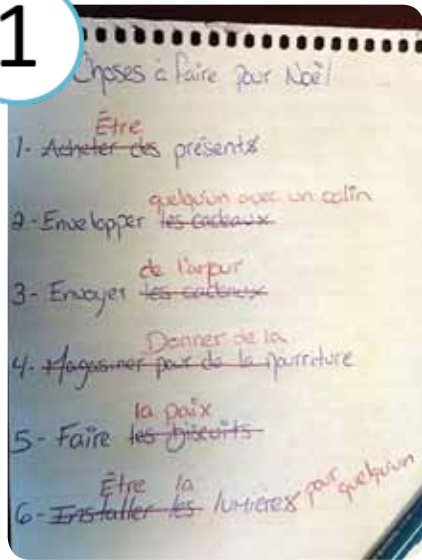 1
Choses à faire pour Noël
Être
1- Acheter des présents
quelqu'un avec un calin
2- Envelopper les cadeaux
de l'amour
3- Envoyer les cadeaux
Donner de la
4- Magasiner pour de la nourriture
la paix
5- Faire les biscuits
Être la
6- Installer les lumières pour quelqu'un